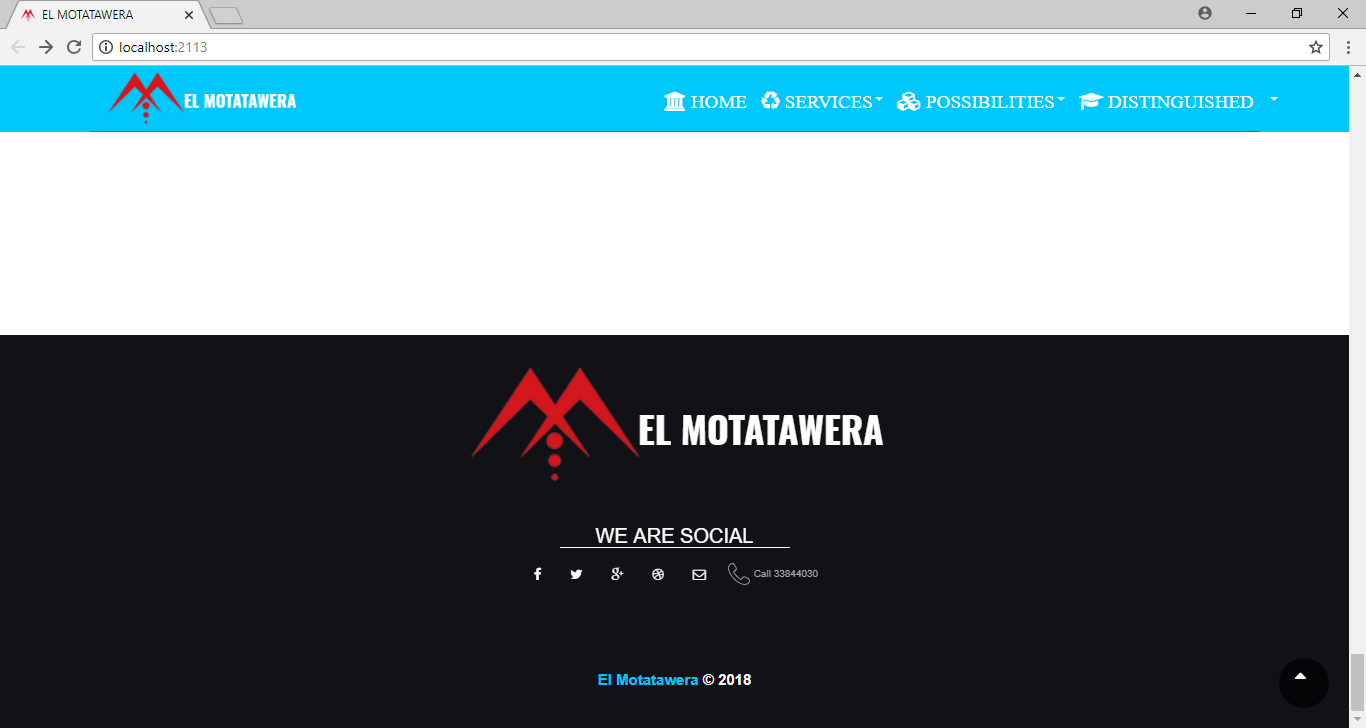 EL MOTATAWERA
localhost:2113
EL MOTATAWERA
HOME SERVICES POSSIBILITIES DISTINGUISHED
EL MOTATAWERA
WE ARE SOCIAL
Call 33844030
El Motatawera © 2018